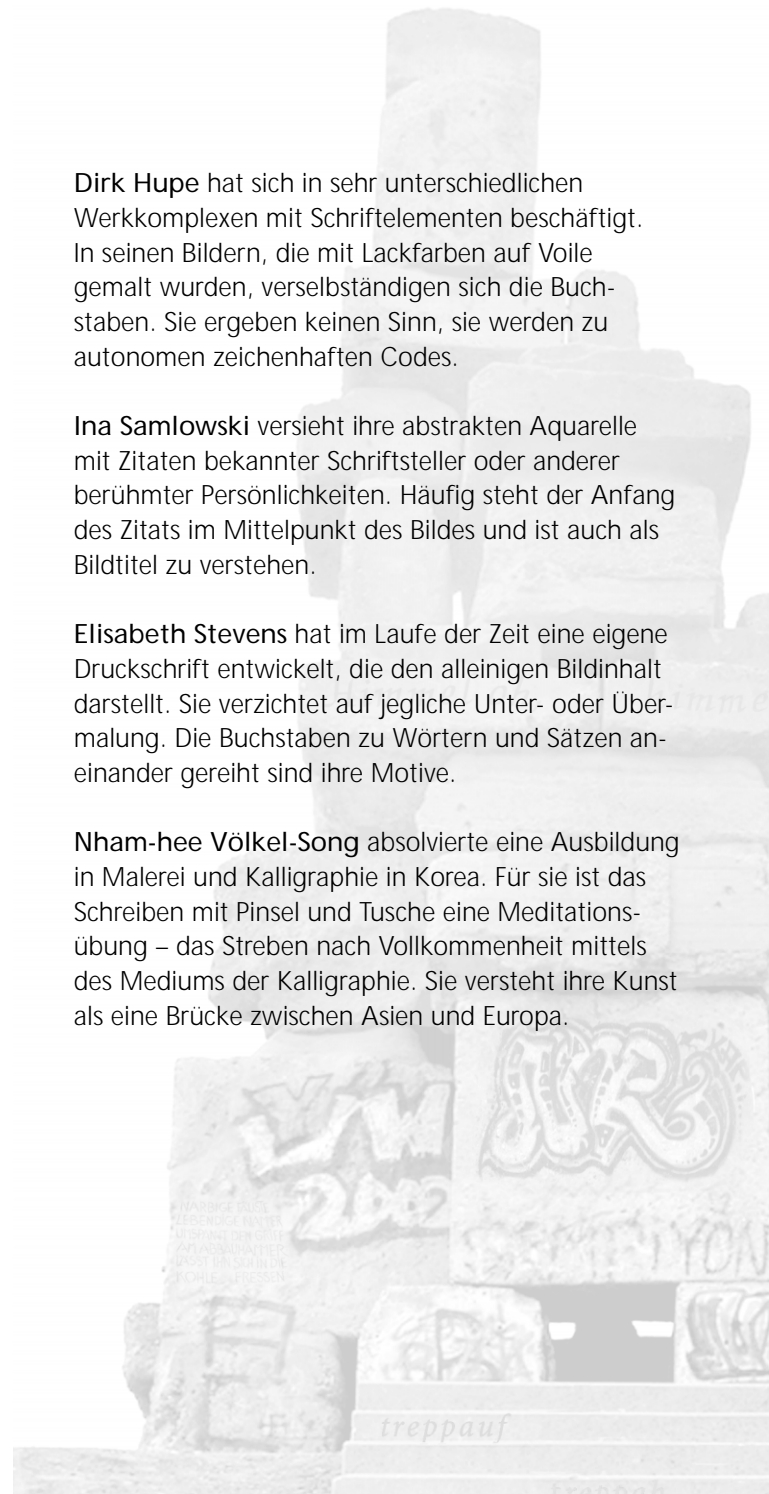 Dirk Hupe hat sich in sehr unterschiedlichen
Werkkomplexen mit Schriftelementen beschäftigt.
In seinen Bildern, die mit Lackfarben auf Voile
gemalt wurden, verselbständigen sich die Buch-
staben. Sie ergeben keinen Sinn, sie werden zu
autonomen zeichenhaften Codes.
Ina Samlowski versieht ihre abstrakten Aquarelle
mit Zitaten bekannter Schriftsteller oder anderer
berühmter Persönlichkeiten. Häufig steht der Anfang
des Zitats im Mittelpunkt des Bildes und ist auch als
Bildtitel zu verstehen.
Elisabeth Stevens hat im Laufe der Zeit eine eigene
Druckschrift entwickelt, die den alleinigen Bildinhalt
darstellt. Sie verzichtet auf jegliche Unter- oder Über-
malung. Die Buchstaben zu Wörtern und Sätzen an-
einander gereiht sind ihre Motive.
Nham-hee Völkel-Song absolvierte eine Ausbildung
in Malerei und Kalligraphie in Korea. Für sie ist das
Schreiben mit Pinsel und Tusche eine Meditations-
übung – das Streben nach Vollkommenheit mittels
des Mediums der Kalligraphie. Sie versteht ihre Kunst
als eine Brücke zwischen Asien und Europa.
2002
treppauf
treppab